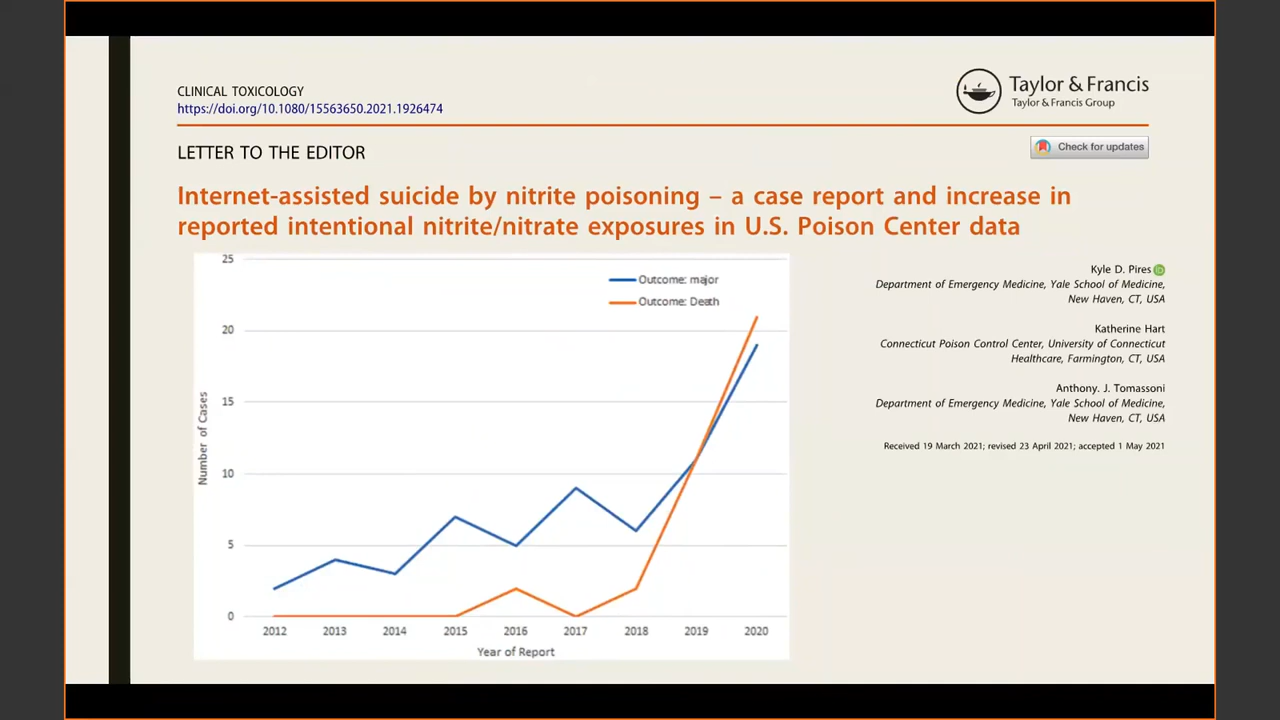 CLINICAL TOXICOLOGY
https://doi.org/10.1080/15563650.2021.1926474
Taylor & Francis
Taylor & Francis Group
Check for updates
LETTER TO THE EDITOR
Internet-assisted suicide by nitrite poisoning – a case report and increase in
reported intentional nitrite/nitrate exposures in U.S. Poison Center data
25
20
15
10
5
0
Number of Cases
Outcome: major
Outcome: Death
2012 2013 2014 2015 2016 2017 2018 2019 2020
Year of Report
Kyle D. Pires
Department of Emergency Medicine, Yale School of Medicine,
New Haven, CT, USA
Katherine Hart
Connecticut Poison Control Center, University of Connecticut
Healthcare, Farmington, CT, USA
Anthony. J. Tomassoni
Department of Emergency Medicine, Yale School of Medicine,
New Haven, CT, USA
Received 19 March 2021; revised 23 April 2021; accepted 1 May 2021